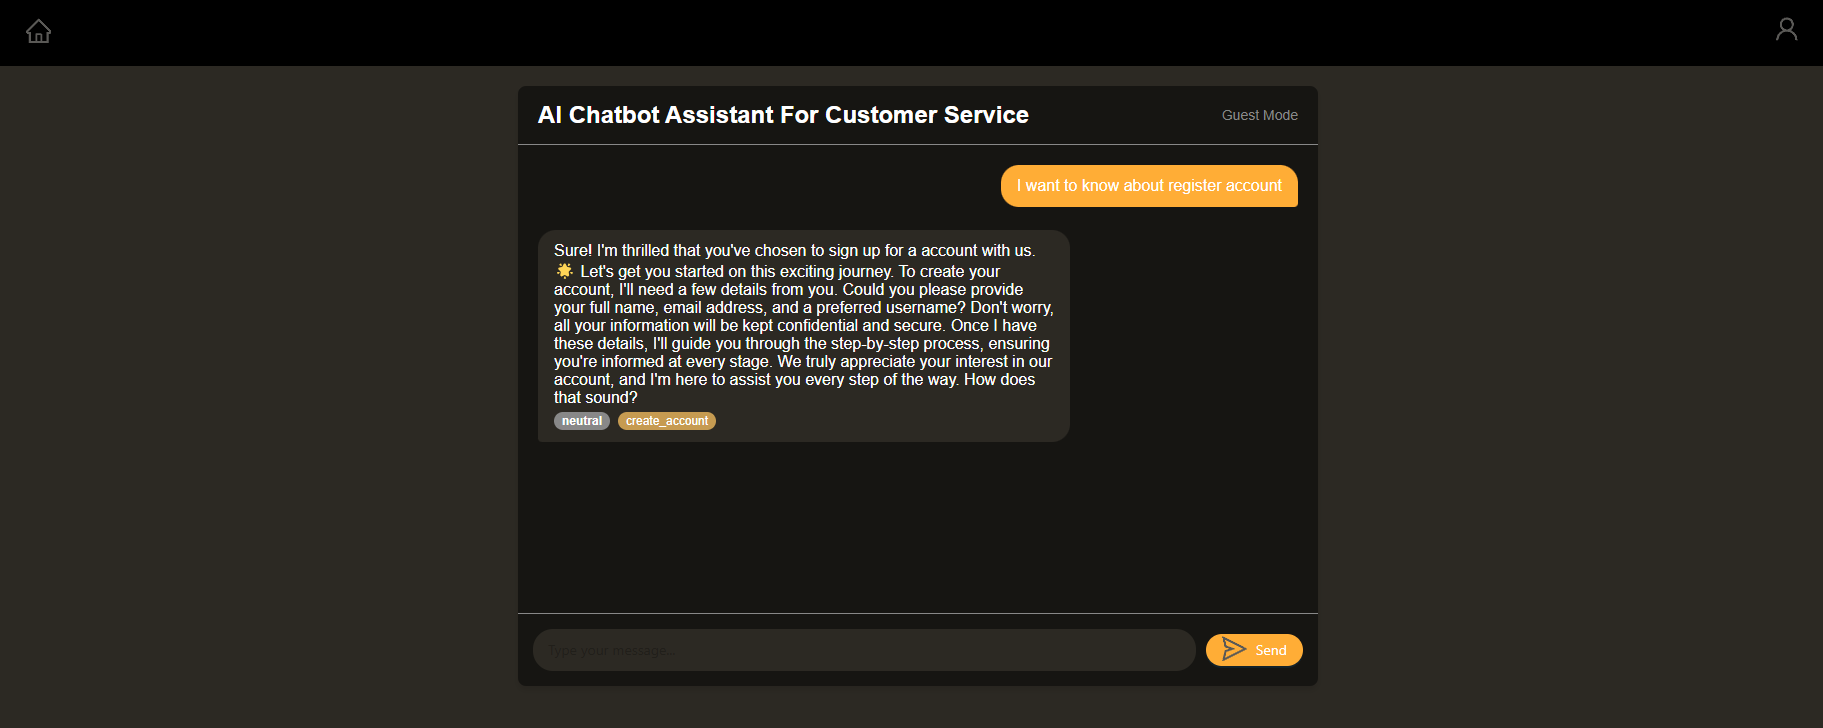 AI Chatbot Assistant For Customer Service
Guest Mode
I want to know about register account
Sure! I'm thrilled that you've chosen to sign up for a account with us.
🌟 Let's get you started on this exciting journey. To create your
account, I'll need a few details from you. Could you please provide
your full name, email address, and a preferred username? Don't worry,
all your information will be kept confidential and secure. Once I have
these details, I'll guide you through the step-by-step process, ensuring
you're informed at every stage. We truly appreciate your interest in our
account, and I'm here to assist you every step of the way. How does
that sound?
neutral create_account
Type your message...
Send